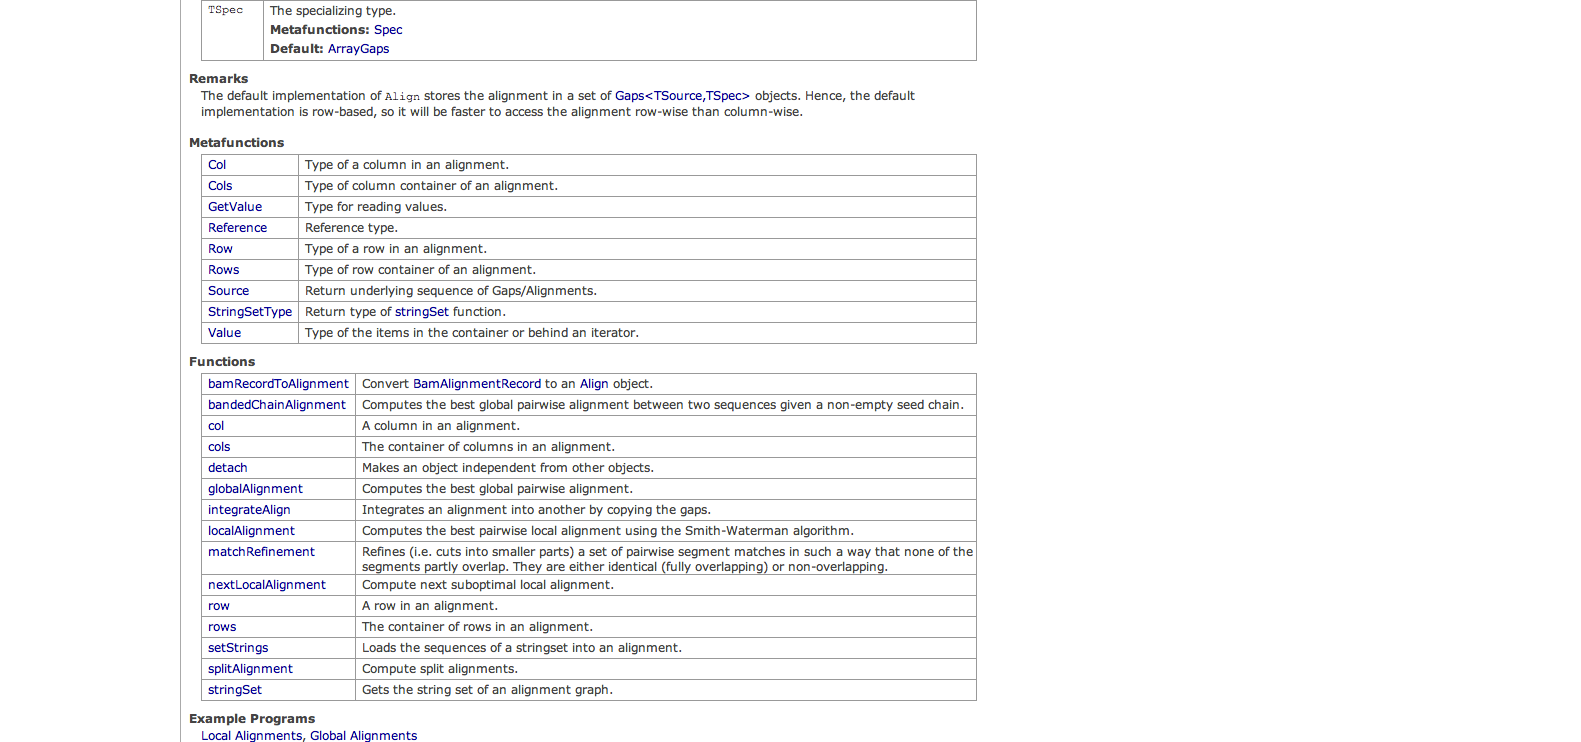 TSpec The specializing type.
Metafunctions: Spec
Default: ArrayGaps
Remarks
The default implementation of Align stores the alignment in a set of Gaps<TSource,TSpec> objects. Hence, the default
implementation is row-based, so it will be faster to access the alignment row-wise than column-wise.
Metafunctions
Col Type of a column in an alignment.
Cols Type of column container of an alignment.
GetValue Type for reading values.
Reference Reference type.
Row Type of a row in an alignment.
Rows Type of row container of an alignment.
Source Return underlying sequence of Gaps/Alignments.
StringSetType Return type of stringSet function.
Value Type of the items in the container or behind an iterator.
Functions
bamRecordToAlignment Convert BamAlignmentRecord to an Align object.
bandedChainAlignment Computes the best global pairwise alignment between two sequences given a non-empty seed chain.
col A column in an alignment.
cols The container of columns in an alignment.
detach Makes an object independent from other objects.
globalAlignment Computes the best global pairwise alignment.
integrateAlign Integrates an alignment into another by copying the gaps.
localAlignment Computes the best pairwise local alignment using the Smith-Waterman algorithm.
matchRefinement Refines (i.e. cuts into smaller parts) a set of pairwise segment matches in such a way that none of the
segments partly overlap. They are either identical (fully overlapping) or non-overlapping.
nextLocalAlignment Compute next suboptimal local alignment.
row A row in an alignment.
rows The container of rows in an alignment.
setStrings Loads the sequences of a stringset into an alignment.
splitAlignment Compute split alignments.
stringSet Gets the string set of an alignment graph.
Example Programs
Local Alignments, Global Alignments